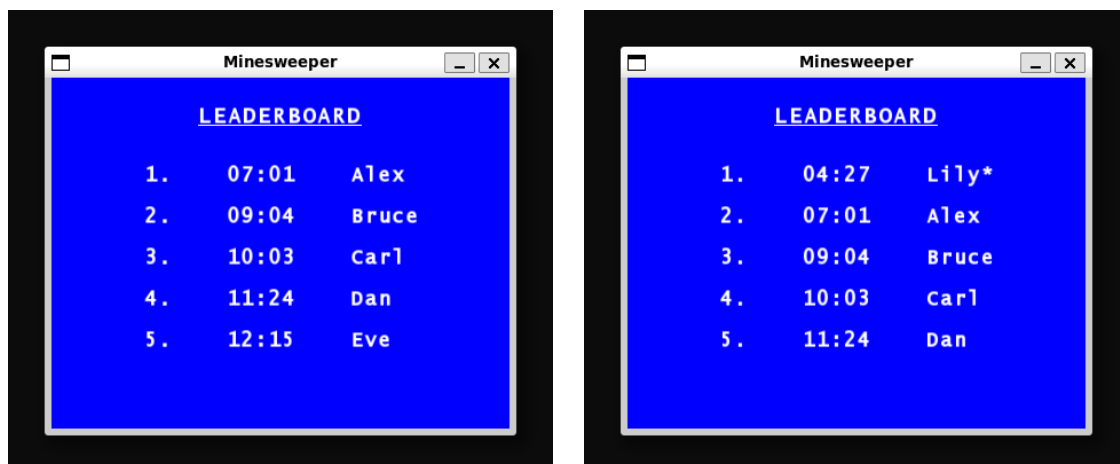 Minesweeper
LEADERBOARD
1. 07:01 Alex
2. 09:04 Bruce
3. 10:03 Carl
4. 11:24 Dan
5. 12:15 Eve
Minesweeper
LEADERBOARD
1. 04:27 Lily*
2. 07:01 Alex
3. 09:04 Bruce
4. 10:03 Carl
5. 11:24 Dan